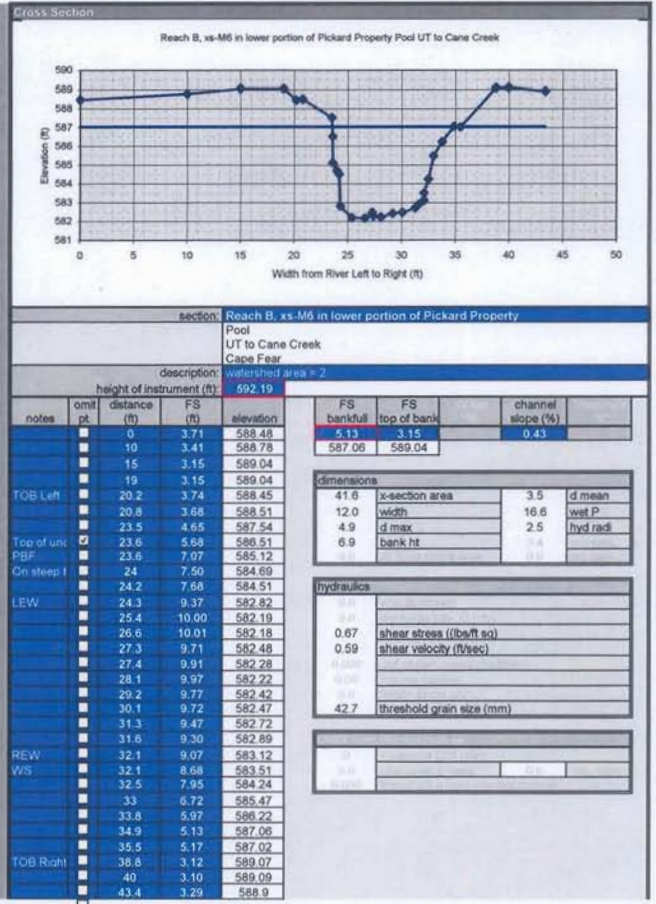 Cross Section
Reach B, xs-M6 in lower portion of Pickard Property Pool UT to Cane Creek
590
589
588
587
586
585
584
583
582
581
Elevation (ft)
0 5 10 15 20 25 30 35 40 45 50
Width from River Left to Right (ft)
section: Reach B, xs-M6 in lower portion of Pickard Property
Pool
UT to Cane Creek
Cape Fear
description: watershed area = 2
height of instrument (ft): 592.19
notes omit pt. distance (ft) FS (ft) elevation FS bankfull FS top of bank channel slope (%)
0 3.71 588.48 5.13 3.15 0.43
10 3.41 588.78 587.06 589.04
15 3.15 589.04
19 3.15 589.04 dimensions
TOB Left 20.2 3.74 588.45 41.6 x-section area 3.5 d mean
20.8 3.68 588.51 12.0 width 16.6 wet P
23.5 4.65 587.54 4.9 d max 2.5 hyd radi
Top of unc 23.6 5.68 586.51 6.9 bank ht
PBF 23.6 7.07 585.12
On steep 24 7.50 584.69
24.2 7.68 584.51 hydraulics
LEW 24.3 9.37 582.82
25.4 10.00 582.19
26.6 10.01 582.18 0.67 shear stress ((lbs/ft sq)
27.3 9.71 582.48 0.59 shear velocity (ft/sec)
27.4 9.91 582.28
28.1 9.97 582.22
29.2 9.77 582.42
30.1 9.72 582.47 42.7 threshold grain size (mm)
31.3 9.47 582.72
31.6 9.30 582.89
REW 32.1 9.07 583.12
WS 32.1 8.68 583.51
32.5 7.95 584.24
33 6.72 585.47
33.8 5.97 586.22
34.9 5.13 587.06
35.5 5.17 587.02
TOB Right 38.8 3.12 589.07
40 3.10 589.09
43.4 3.29 588.9